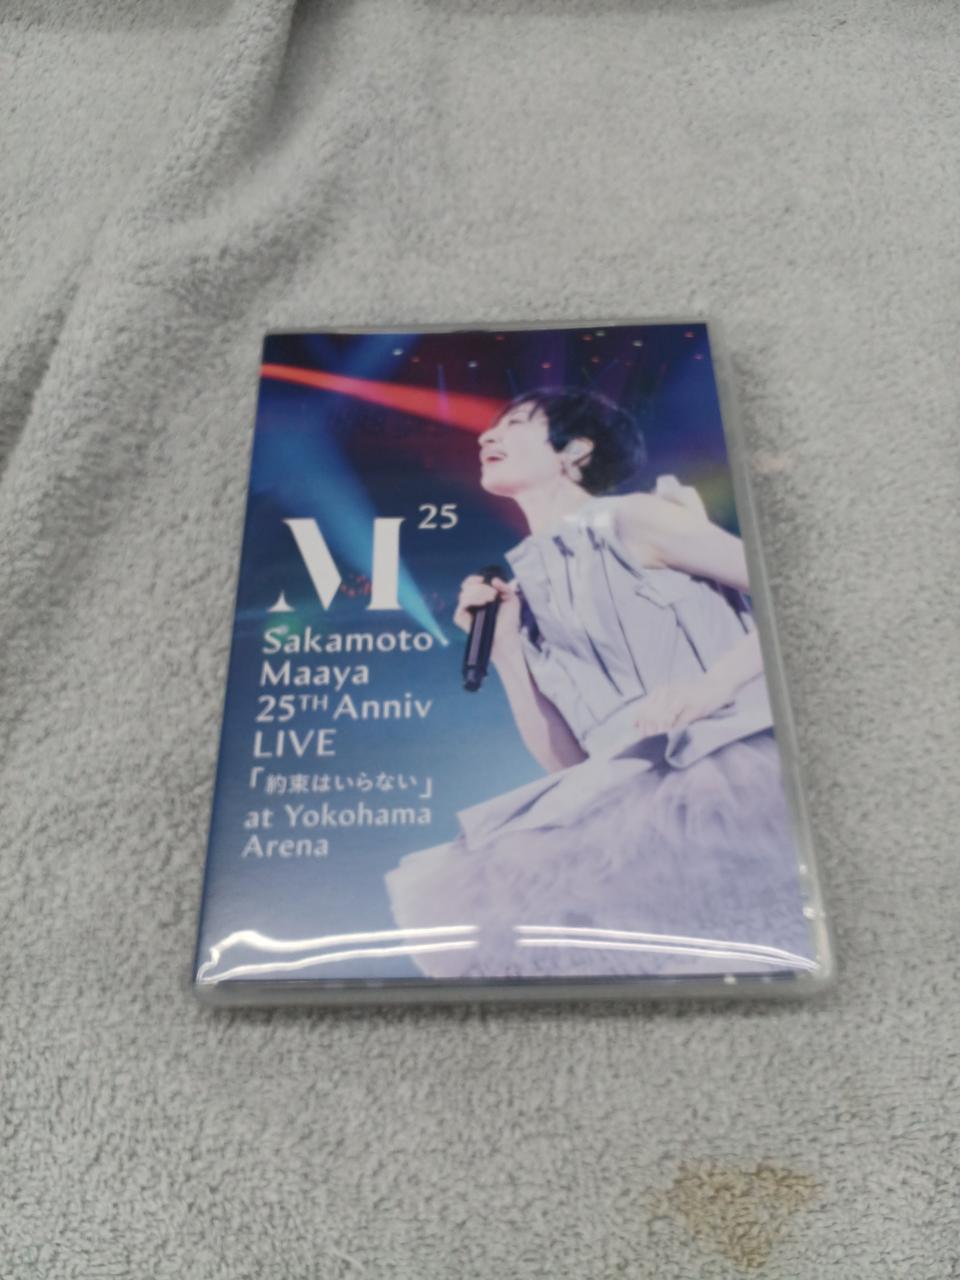 M 25
Sakamoto
Maaya
25TH Anniv
LIVE
「約束はいらない」
at Yokohama
Arena